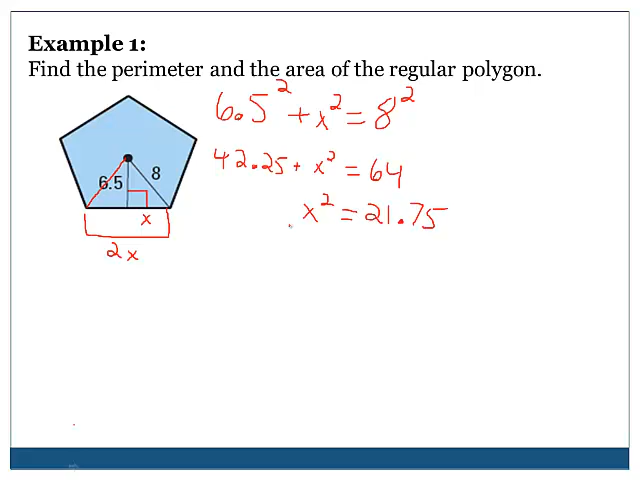 Example 1:
Find the perimeter and the area of the regular polygon.
6.5² + x² = 8²
42.25 + x² = 64
x² = 21.75
6.5
8
x
2x